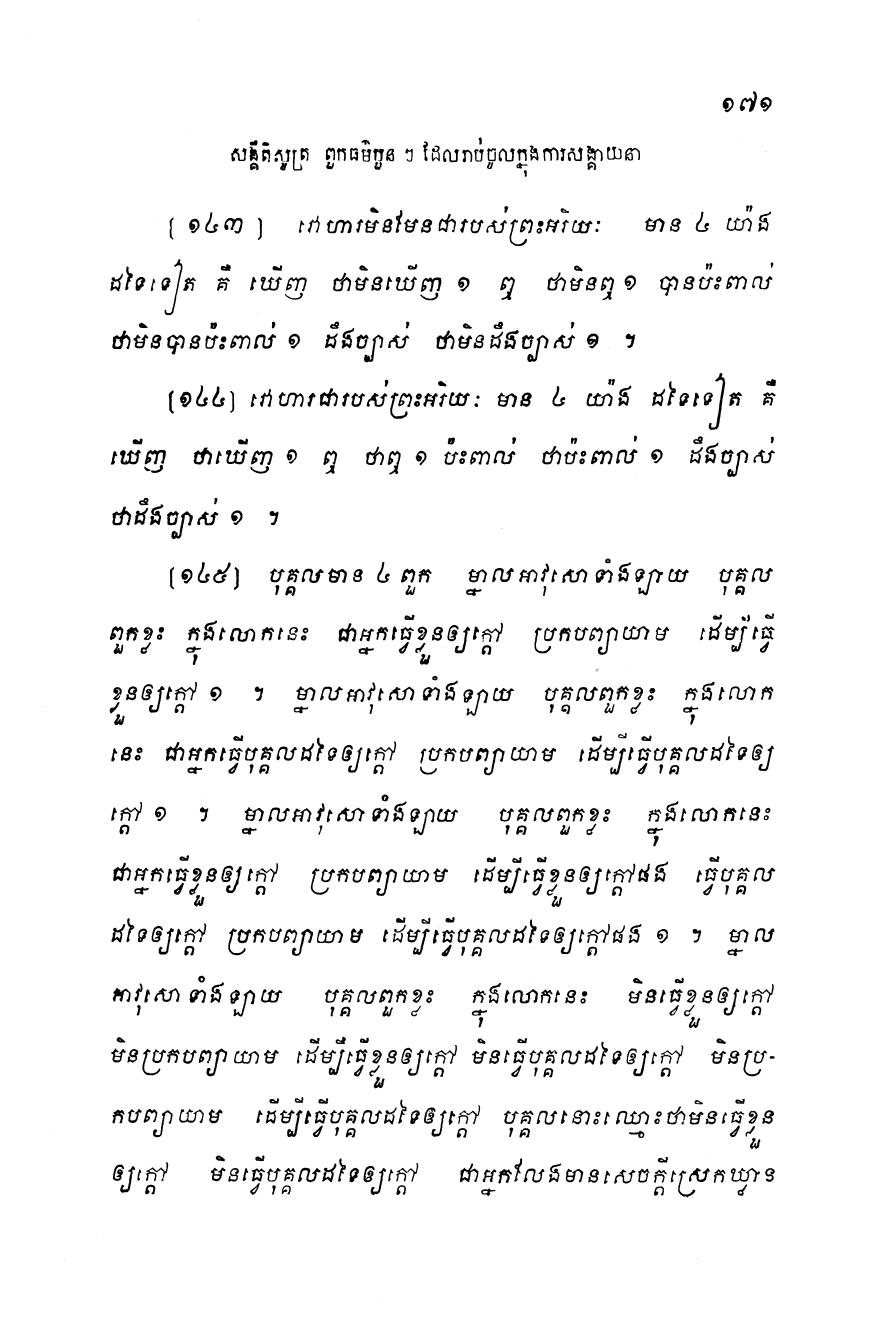 ១៧១
សង្គីតិសូត្រ ពួកធម៌បួន ៗ ដែលរាប់ចូលក្នុងការសង្គាយនា
[ ១៤៣ ] វោហារមិនមែនជារបស់ព្រះអរិយៈ មាន ៤ យ៉ាង
ដទៃទៀត គឺ ឃើញ ថាមិនឃើញ ១ ឮ ថាមិនឮ ១ បានប៉ះពាល់
ថាមិនបានប៉ះពាល់ ១ ដឹងច្បាស់ ថាមិនដឹងច្បាស់ ១ ។
[១៤៤] វោហារជារបស់ព្រះអរិយៈ មាន ៤ យ៉ាង ដទៃទៀត គឺ
ឃើញ ថាឃើញ ១ ឮ ថាឮ ១ ប៉ះពាល់ ថាប៉ះពាល់ ១ ដឹងច្បាស់
ថាដឹងច្បាស់ ១ ។
[១៤៥] បុគ្គលមាន ៤ ពួក ម្នាលអាវុសោទាំងឡាយ បុគ្គល
ពួកខ្លះ ក្នុងលោកនេះ ជាអ្នកធ្វើខ្លួនឲ្យក្តៅ ប្រកបព្យាយាម ដើម្បីធ្វើ
ខ្លួនឲ្យក្តៅ ១ ។ ម្នាលអាវុសោទាំងឡាយ បុគ្គលពួកខ្លះ ក្នុងលោក
នេះ ជាអ្នកធ្វើបុគ្គលដទៃឲ្យក្តៅ ប្រកបព្យាយាម ដើម្បីធ្វើបុគ្គលដទៃឲ្យ
ក្តៅ ១ ។ ម្នាលអាវុសោទាំងឡាយ បុគ្គលពួកខ្លះ ក្នុងលោកនេះ
ជាអ្នកធ្វើខ្លួនឲ្យក្តៅ ប្រកបព្យាយាម ដើម្បីធ្វើខ្លួនឲ្យក្តៅផង ធ្វើបុគ្គល
ដទៃឲ្យក្តៅ ប្រកបព្យាយាម ដើម្បីធ្វើបុគ្គលដទៃឲ្យក្តៅផង ១ ។ ម្នាល
អាវុសោទាំងឡាយ បុគ្គលពួកខ្លះ ក្នុងលោកនេះ មិនធ្វើខ្លួនឲ្យក្តៅ
មិនប្រកបព្យាយាម ដើម្បីធ្វើខ្លួនឲ្យក្តៅ មិនធ្វើបុគ្គលដទៃឲ្យក្តៅ មិនប្រ-
កបព្យាយាម ដើម្បីធ្វើបុគ្គលដទៃឲ្យក្តៅ បុគ្គលនោះឈ្មោះថាមិនធ្វើខ្លួន
ឲ្យក្តៅ មិនធ្វើបុគ្គលដទៃឲ្យក្តៅ ជាអ្នកលែងមានសេចក្តីស្រេកឃ្លាន